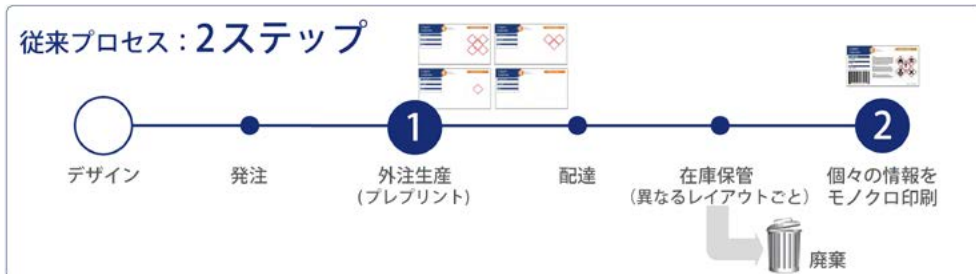 従来プロセス : 2ステップ
1
2
デザイン
発注
外注生産
(プレプリント)
配達
在庫保管
(異なるレイアウトごと)
個々の情報を
モノクロ印刷
廃棄